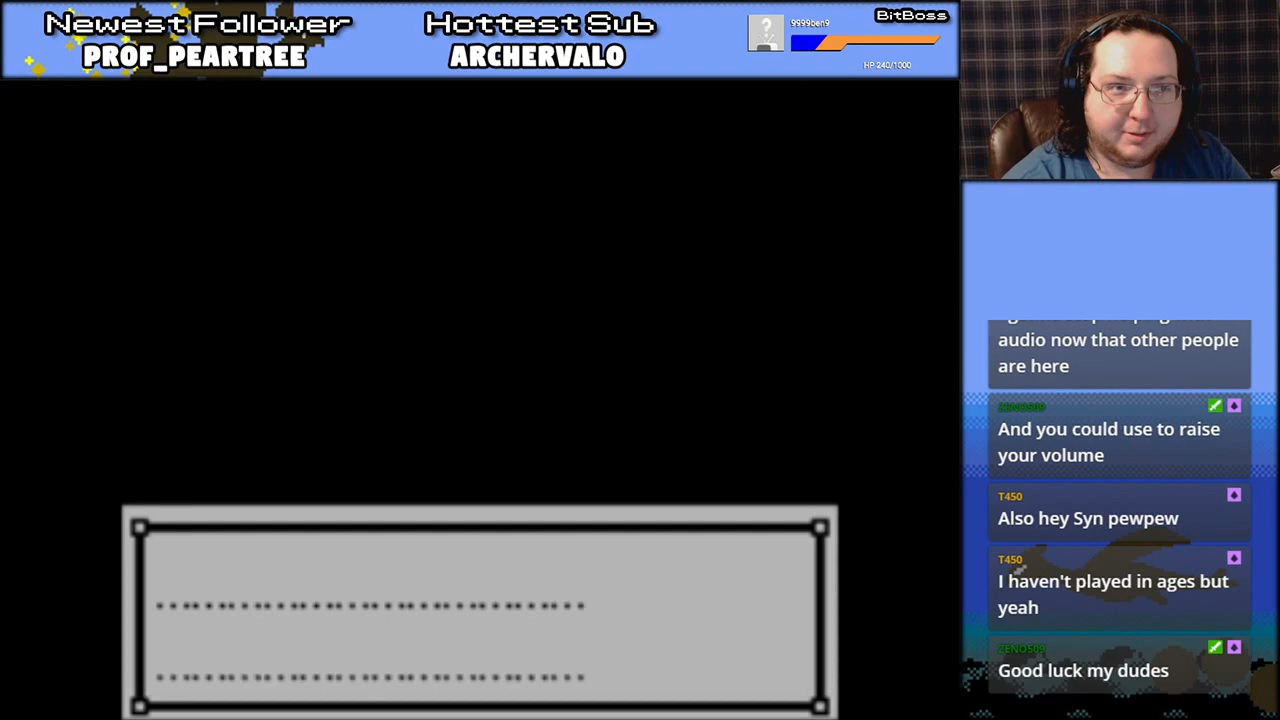 Newest Follower
PROF_PEARTREE
Hottest Sub
ARCHERVALO
9999ben9
BitBoss
HP 240/1000
audio now that other people
are here
ZENOS09
And you could use to raise
your volume
T450
Also hey Syn pewpew
T450
I haven't played in ages but
yeah
ZENOS09
Good luck my dudes
....................................
....................................